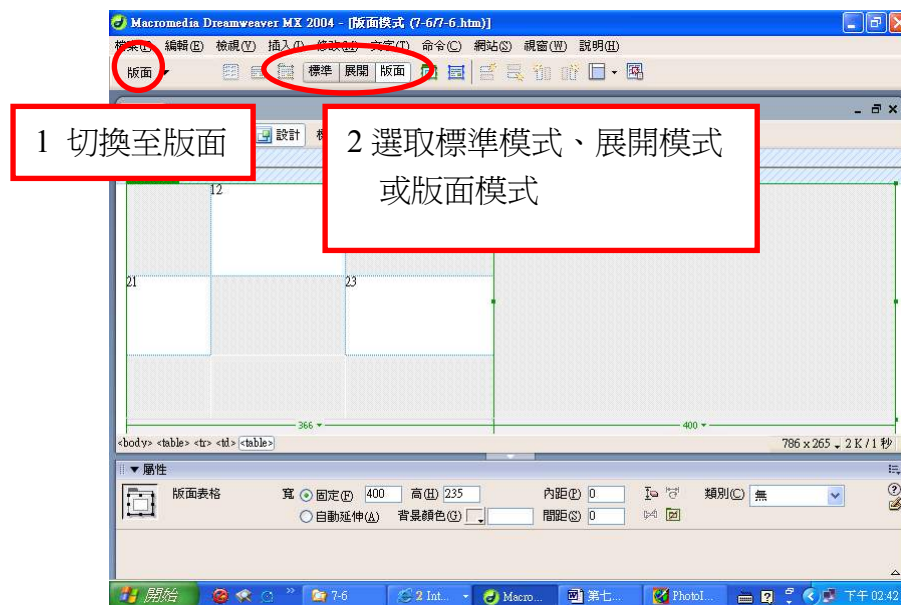 Macromedia Dreamweaver MX 2004 - [版面模式 (7-6/7-6.htm)]
編輯(E) 檢視(V) 插入(I) 修改(M) 文字(T) 命令(C) 網站(S) 視窗(W) 說明(H)
版面 標準 展開 版面
1 切換至版面
設計
2 選取標準模式、展開模式
或版面模式
12
21 23
366 400
<body> <table> <tr> <td> <table> 786 x 265 2 K / 1 秒
屬性
版面表格 寬 固定(F) 400 高(H) 235 內距(P) 0 類別(C) 無
自動延伸(A) 背景顏色(G) 間距(S) 0
開始 7-6 2 Int... Macro... 第七... PhotoI... 下午 02:42